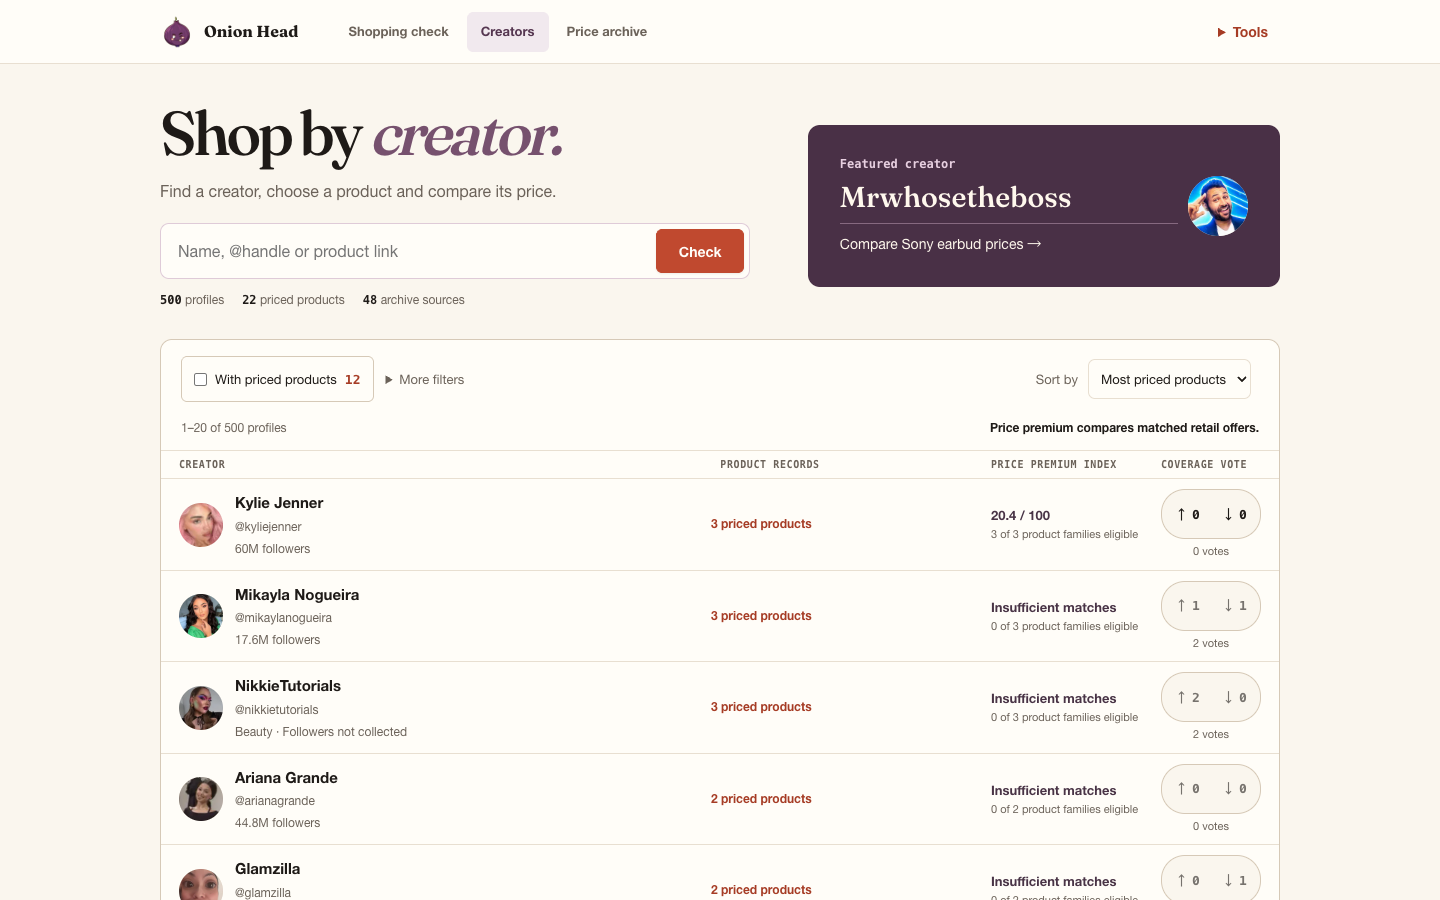 Onion Head
Shopping check
Creators
Price archive
Tools
Shop by creator.
Find a creator, choose a product and compare its price.
Name, @handle or product link
Check
500 profiles
22 priced products
48 archive sources
Featured creator
Mrwhosetheboss
Compare Sony earbud prices →
With priced products 12
More filters
Sort by
Most priced products
1–20 of 500 profiles
Price premium compares matched retail offers.
CREATOR
PRODUCT RECORDS
PRICE PREMIUM INDEX
COVERAGE VOTE
Kylie Jenner
@kyliejenner
60M followers
3 priced products
20.4 / 100
3 of 3 product families eligible
↑ 0 ↓ 0
0 votes
Mikayla Nogueira
@mikaylanogueira
17.6M followers
3 priced products
Insufficient matches
0 of 3 product families eligible
↑ 1 ↓ 1
2 votes
NikkieTutorials
@nikkietutorials
Beauty · Followers not collected
3 priced products
Insufficient matches
0 of 3 product families eligible
↑ 2 ↓ 0
2 votes
Ariana Grande
@arianagrande
44.8M followers
2 priced products
Insufficient matches
0 of 2 product families eligible
↑ 0 ↓ 0
0 votes
Glamzilla
@glamzilla
2 priced products
Insufficient matches
0 of 2 product families eligible
↑ 0 ↓ 1